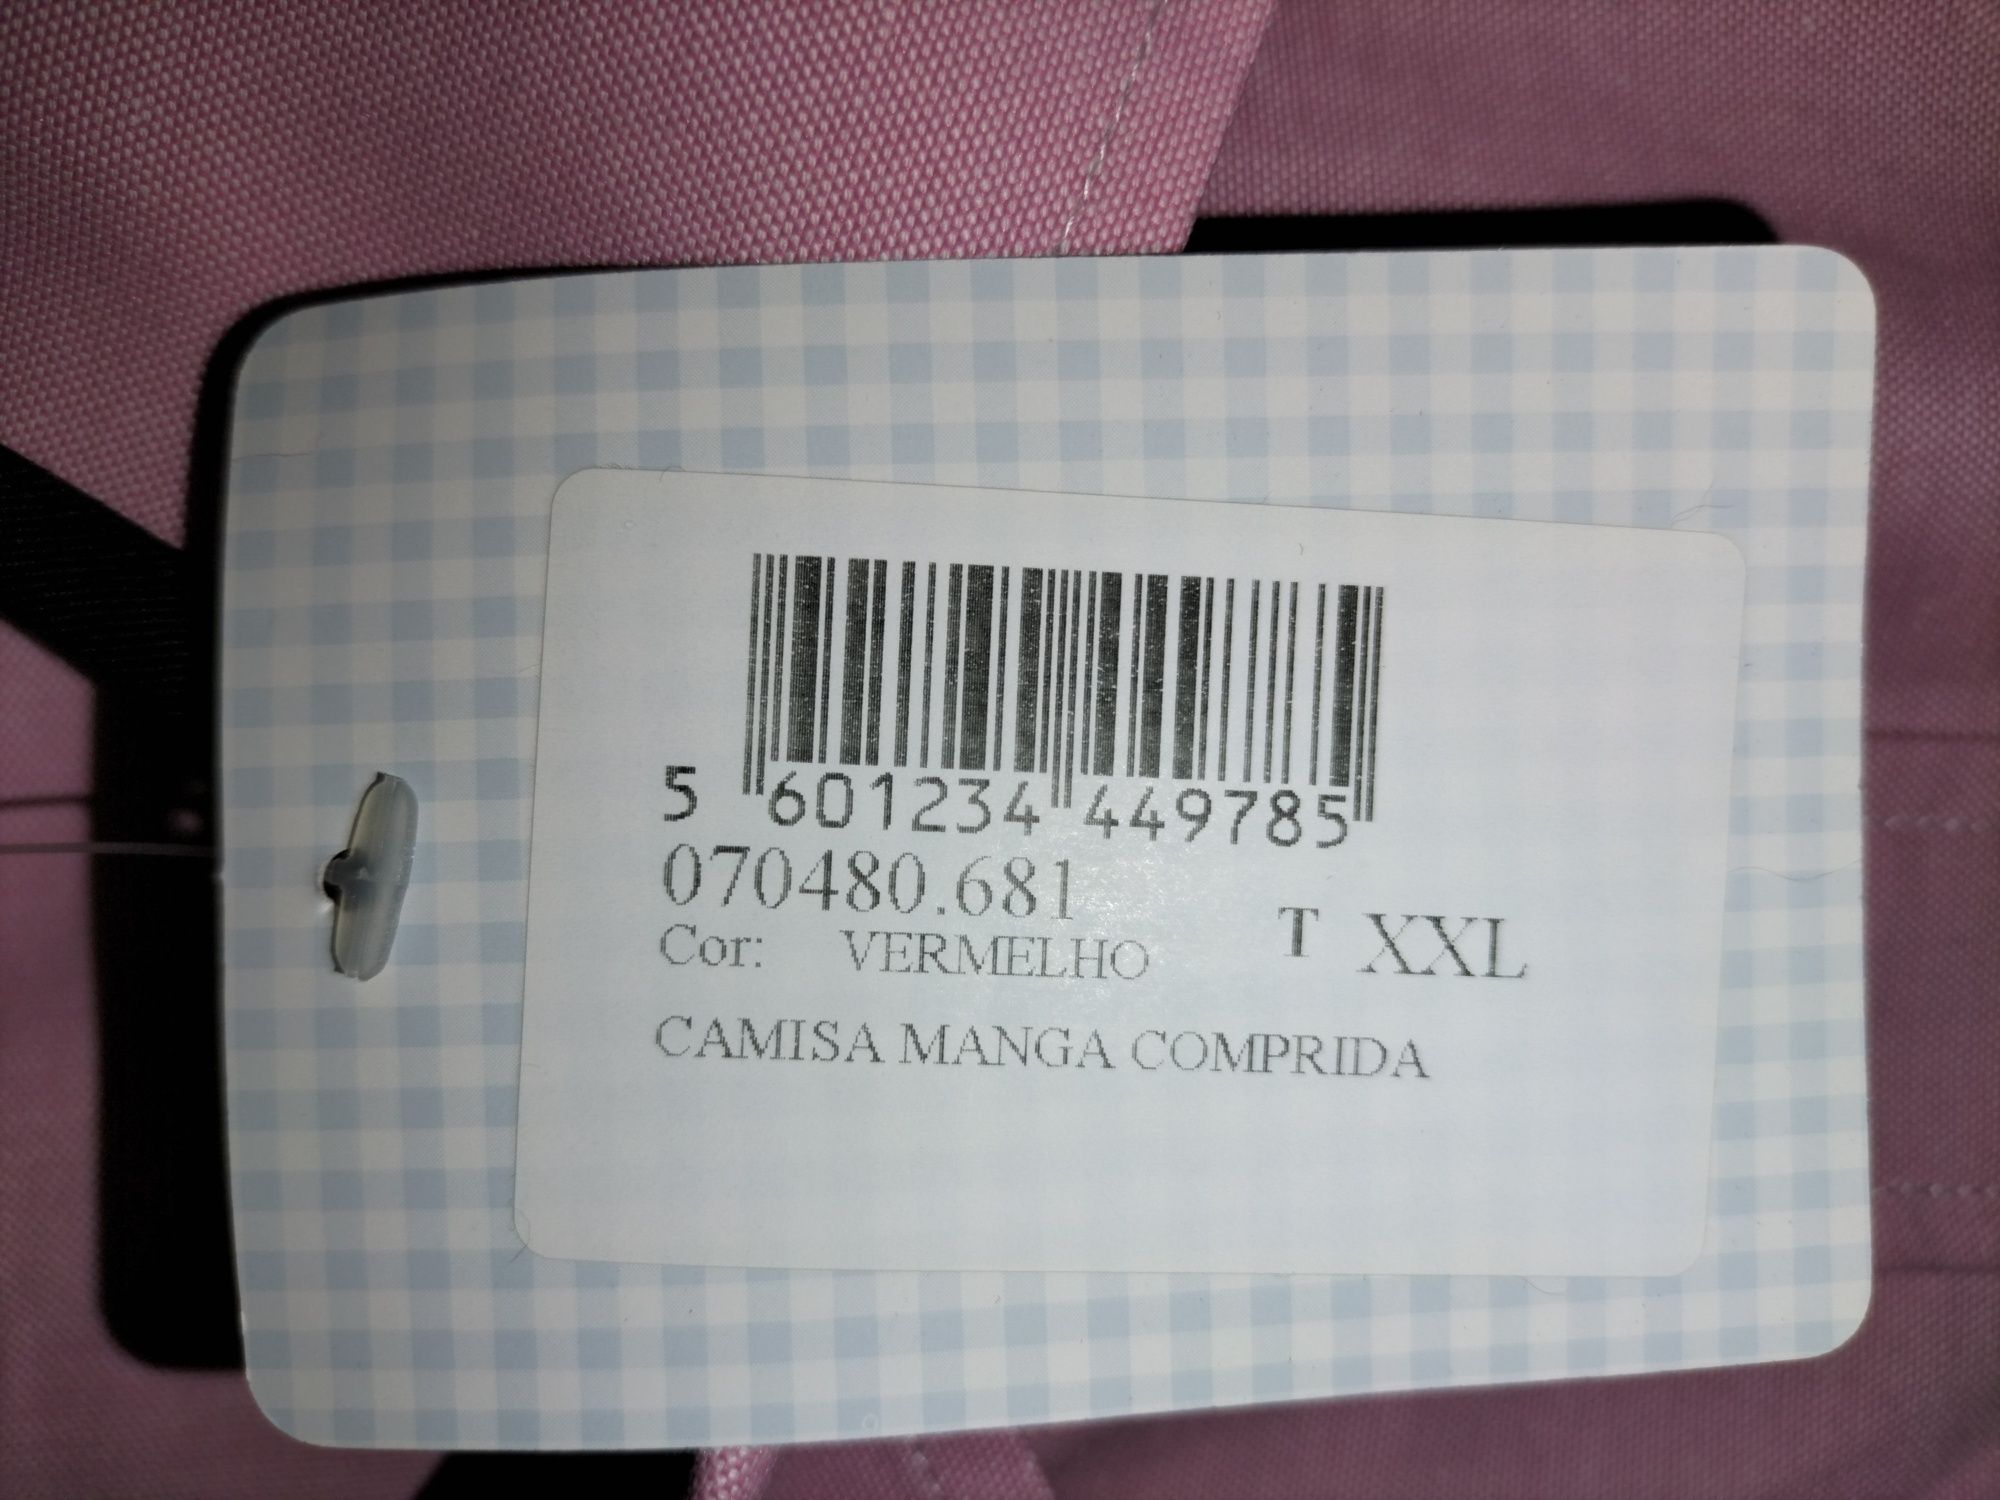 5 601234 449785
070480.681
Cor: VERMELHO T XXL
CAMISA MANGA COMPRIDA